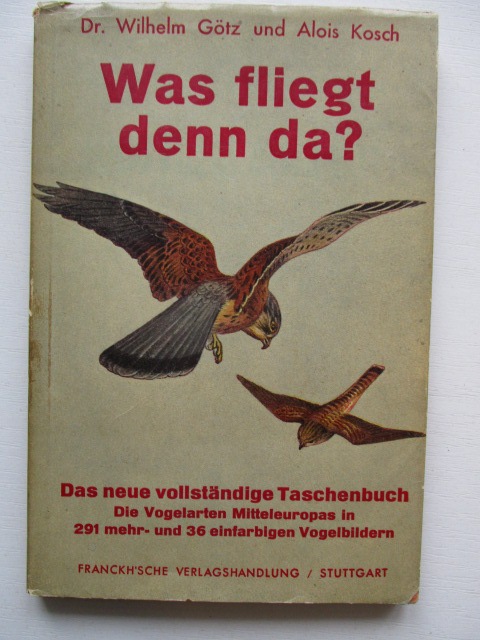 Dr. Wilhelm Götz und Alois Kosch
Was fliegt
denn da?
Das neue vollständige Taschenbuch
Die Vogelarten Mitteleuropas in
291 mehr- und 36 einfarbigen Vogelbildern
FRANCKH'SCHE VERLAGSHANDLUNG / STUTTGART